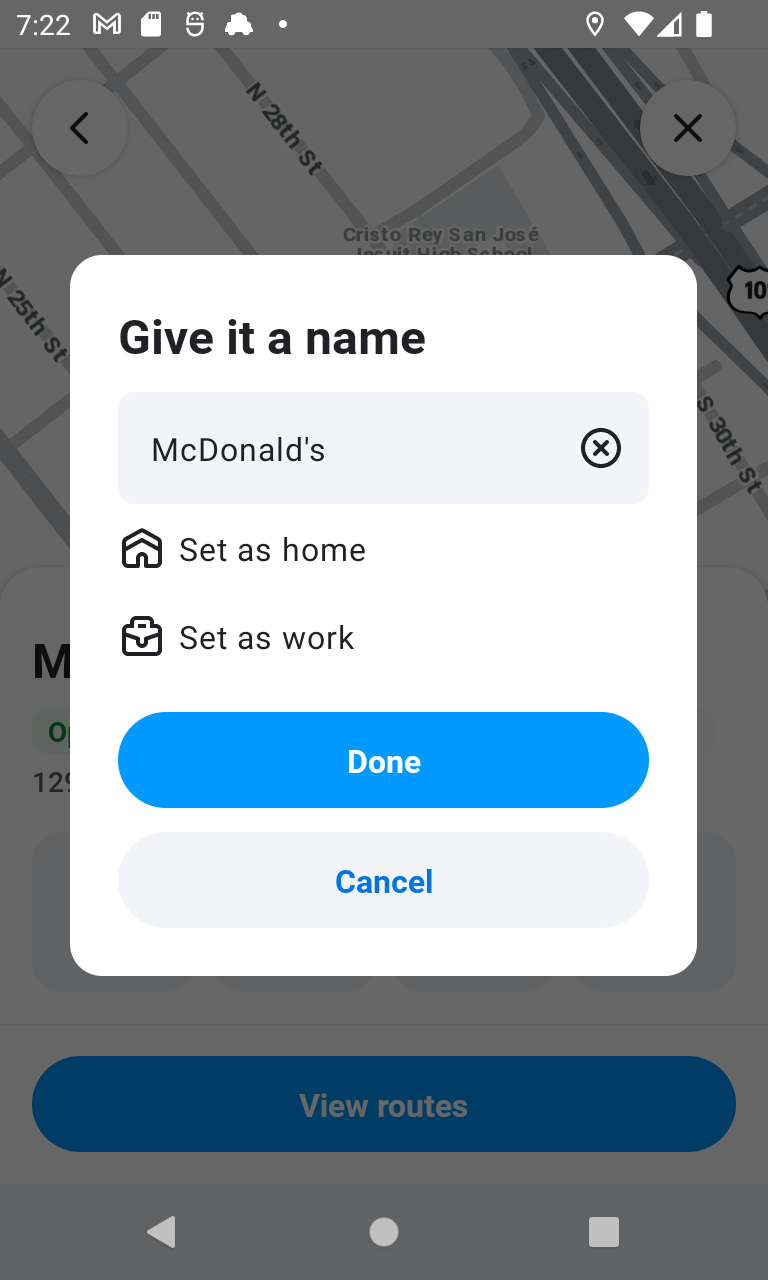 7:22
N 28th St
Cristo Rey San José
Jesuit High School
N 25th St
10
S 30th St
Give it a name
McDonald's
Set as home
Set as work
M
Op
129
Done
Cancel
View routes